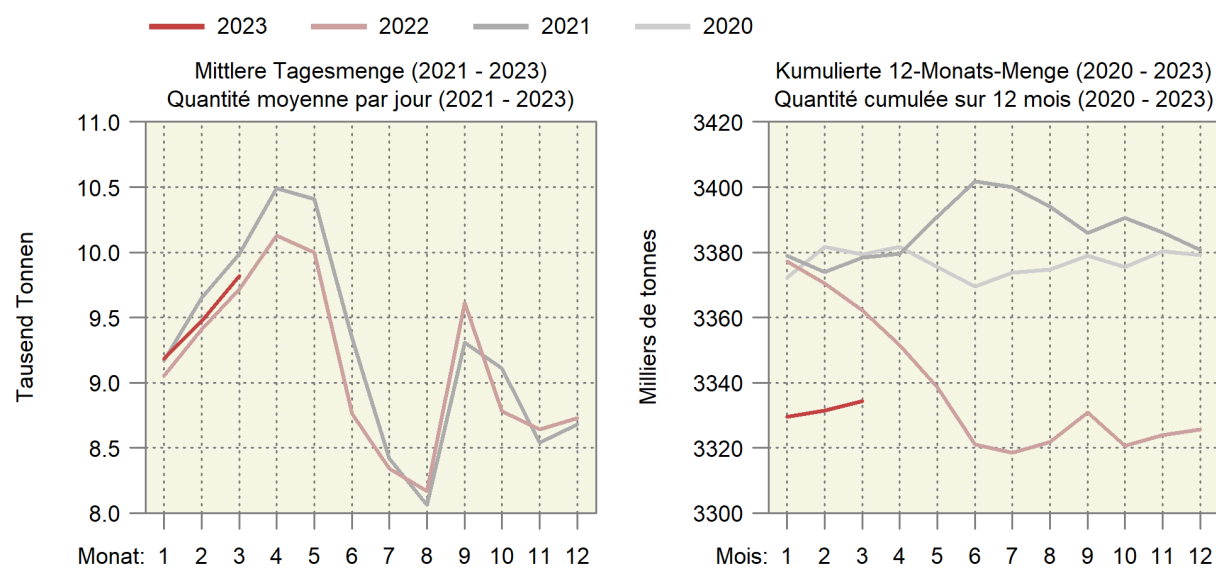 2023 2022 2021 2020
Mittlere Tagesmenge (2021 - 2023)
Quantité moyenne par jour (2021 - 2023)
Tausend Tonnen
11.0
10.5
10.0
9.5
9.0
8.5
8.0
Monat: 1 2 3 4 5 6 7 8 9 10 11 12
Kumulierte 12-Monats-Menge (2020 - 2023)
Quantité cumulée sur 12 mois (2020 - 2023)
Milliers de tonnes
3420
3400
3380
3360
3340
3320
3300
Mois: 1 2 3 4 5 6 7 8 9 10 11 12